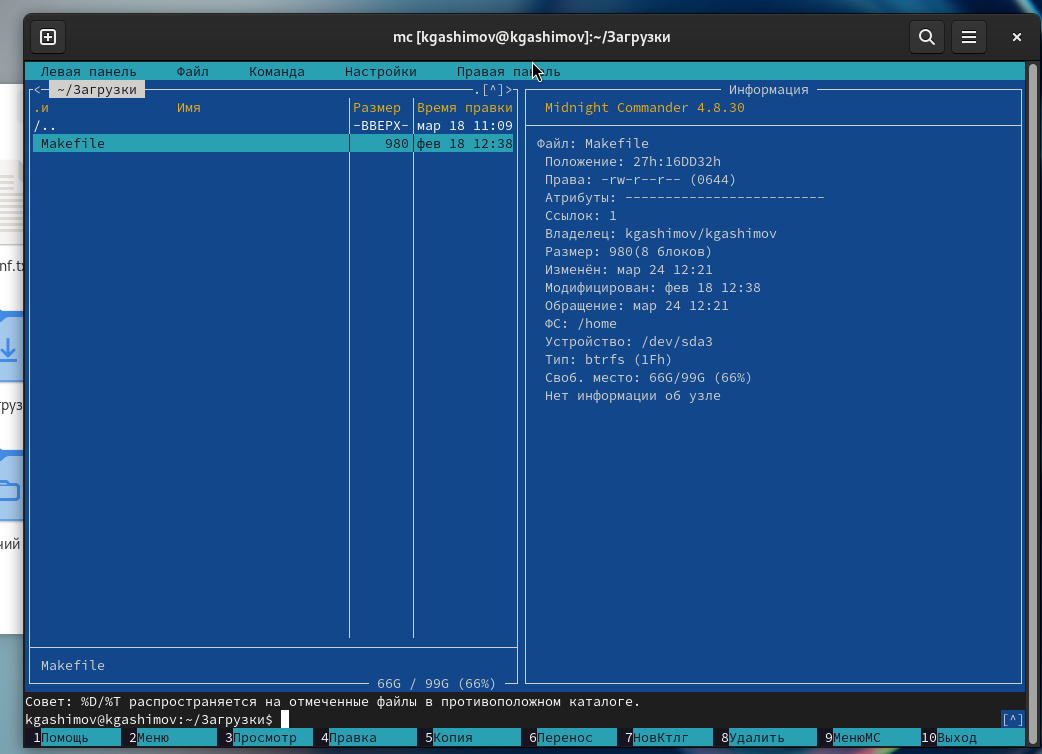 mc [kgashimov@kgashimov]:~/Загрузки
Левая панель Файл Команда Настройки Правая панель
<- ~/Загрузки .[^]>
.и Имя Размер Время правки
/.. -ВВЕРХ- мар 18 11:09
Makefile 980 фев 18 12:38
Makefile
66G / 99G (66%)
Информация
Midnight Commander 4.8.30
Файл: Makefile
Положение: 27h:16DD32h
Права: -rw-r--r-- (0644)
Атрибуты: -------------------------
Ссылок: 1
Владелец: kgashimov/kgashimov
Размер: 980(8 блоков)
Изменён: мар 24 12:21
Модифицирован: фев 18 12:38
Обращение: мар 24 12:21
ФС: /home
Устройство: /dev/sda3
Тип: btrfs (1Fh)
Своб. место: 66G/99G (66%)
Нет информации об узле
Совет: %D/%T распространяется на отмеченные файлы в противоположном каталоге.
kgashimov@kgashimov:~/Загрузки$ [^]
1Помощь 2Меню 3Просмотр 4Правка 5Копия 6Перенос 7НовКтлг 8Удалить 9МенюМС 10Выход